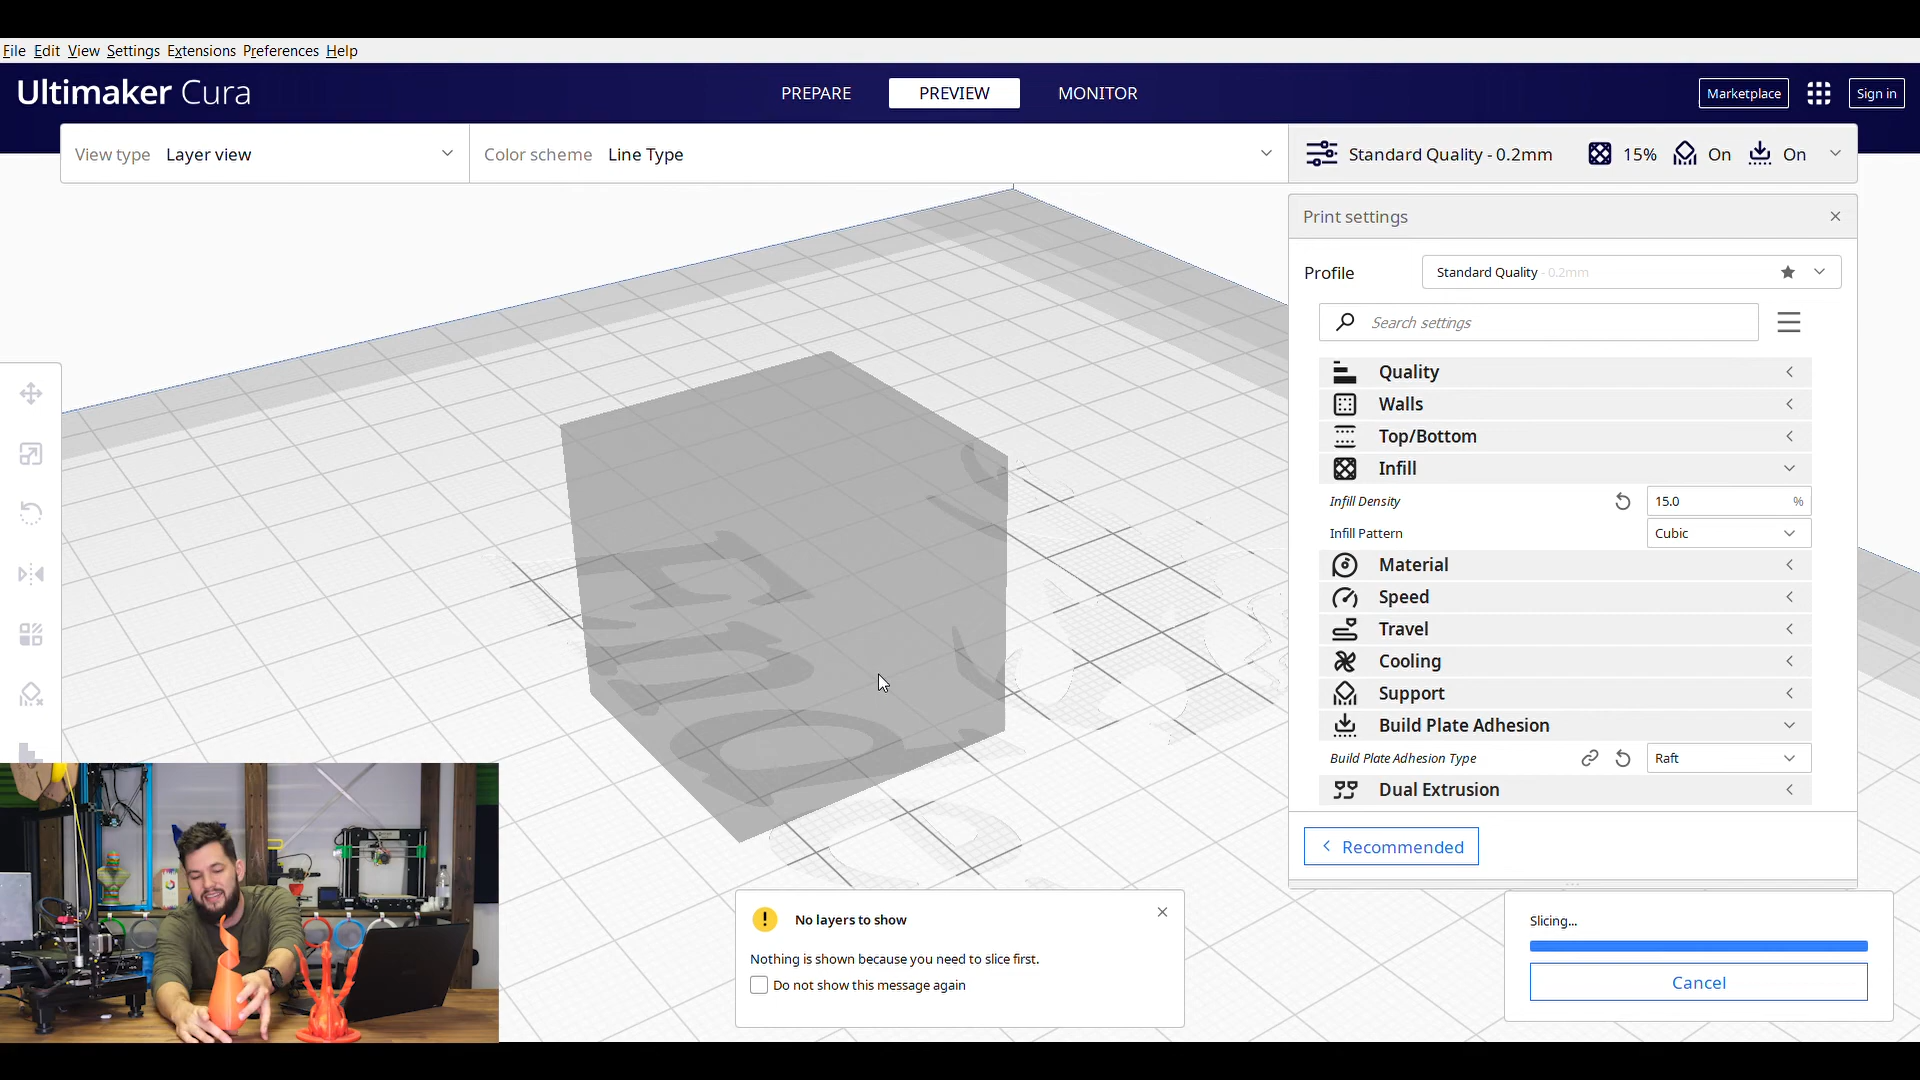 File Edit View Settings Extensions Preferences Help
Ultimaker Cura
PREPARE PREVIEW MONITOR
Marketplace Sign in
View type Layer view Color scheme Line Type Standard Quality - 0.2mm 15% On On
Print settings
Profile Standard Quality - 0.2mm
Search settings
Quality
Walls
Top/Bottom
Infill
Infill Density 15.0 %
Infill Pattern Cubic
Material
Speed
Travel
Cooling
Support
Build Plate Adhesion
Build Plate Adhesion Type Raft
Dual Extrusion
Recommended
No layers to show
Nothing is shown because you need to slice first.
Do not show this message again
Slicing...
Cancel